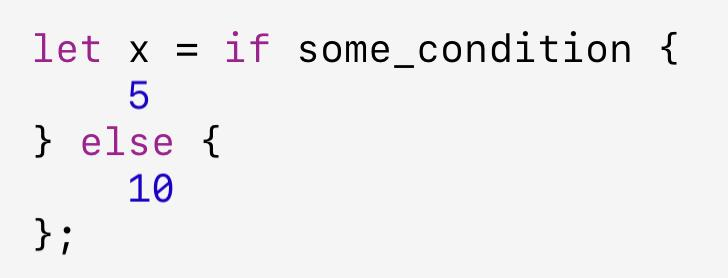 let x = if some_condition {
    5
} else {
    10
};